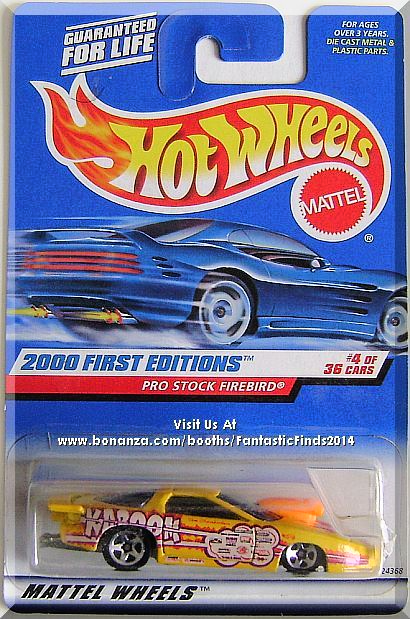 GUARANTEED
FOR LIFE
FOR AGES
OVER 3 YEARS.
DIE CAST METAL &
PLASTIC PARTS.
HOT WHEELS
MATTEL
®
2000 FIRST EDITIONS™
#4 OF
36 CARS
PRO STOCK FIREBIRD®
Visit Us At
www.bonanza.com/booths/FantasticFinds2014
KABOOM
24368
MATTEL WHEELS™